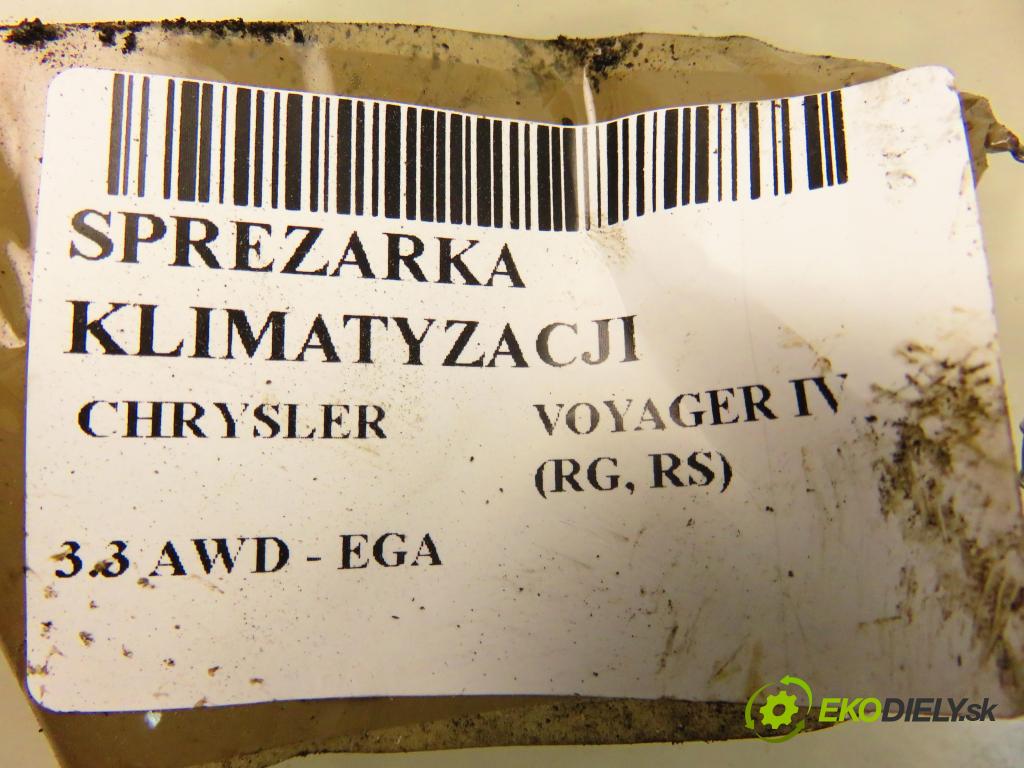 SPREZARKA
KLIMATYZACJI
CHRYSLER VOYAGER IV
(RG, RS)
3.3 AWD - EGA
EKODIELY.sk